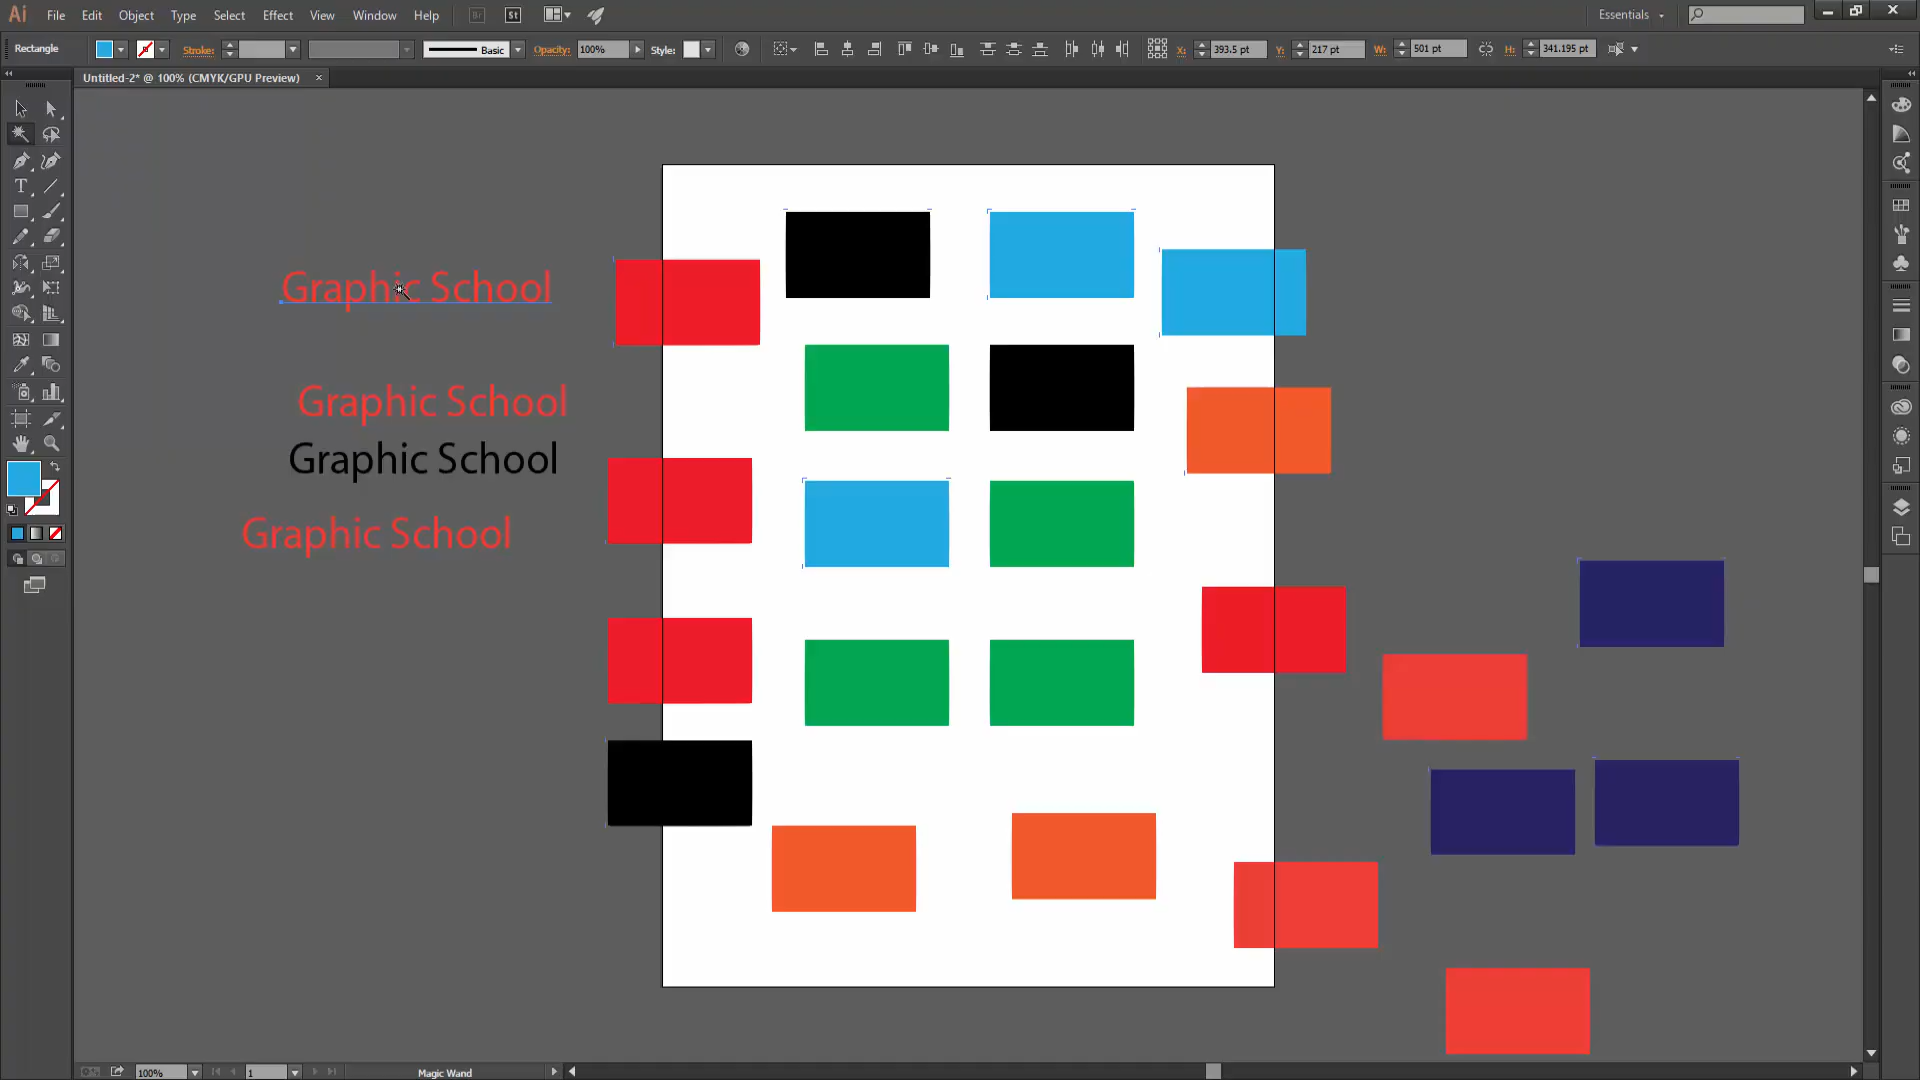 Ai File Edit Object Type Select Effect View Window Help Br St Essentials
Rectangle Stroke: Basic Opacity: 100% Style: X: 393.5 pt Y: 217 pt W: 501 pt H: 341.195 pt
Untitled-2* @ 100% (CMYK/GPU Preview) ×
Graphic School
Graphic School
Graphic School
Graphic School
100% 1 Magic Wand